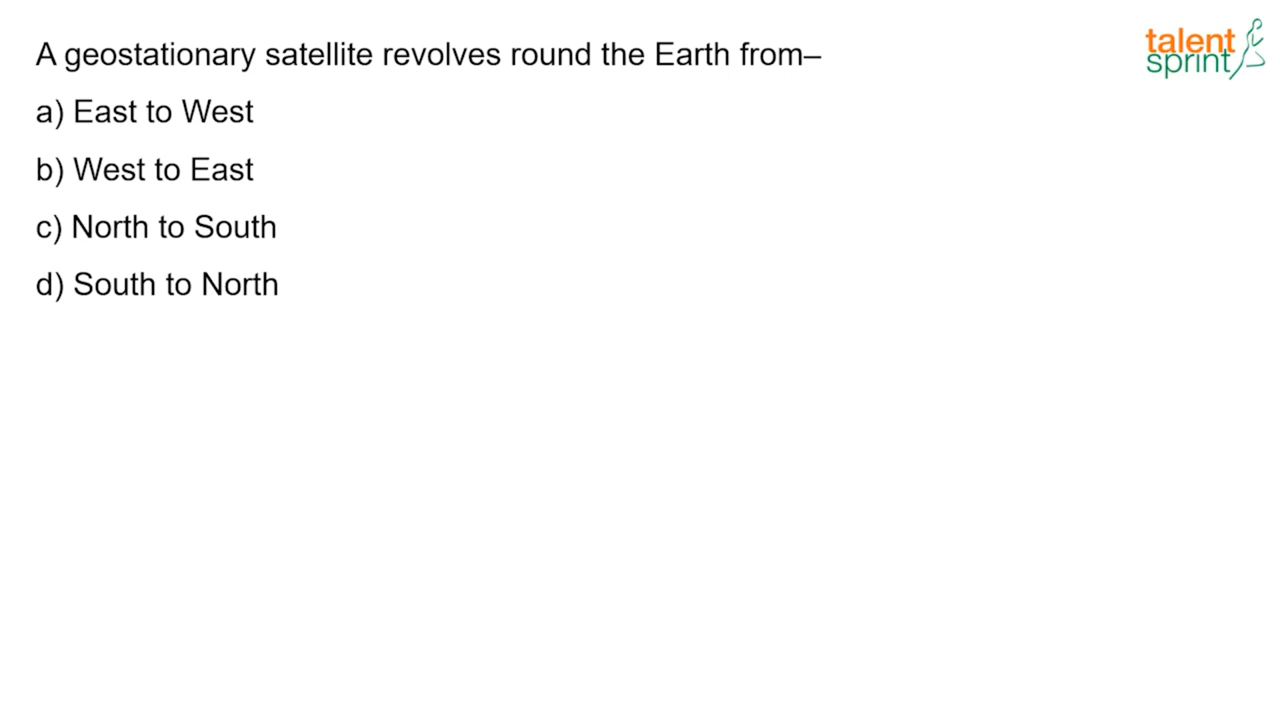 A geostationary satellite revolves round the Earth from–
a) East to West
b) West to East
c) North to South
d) South to North
talent
sprint